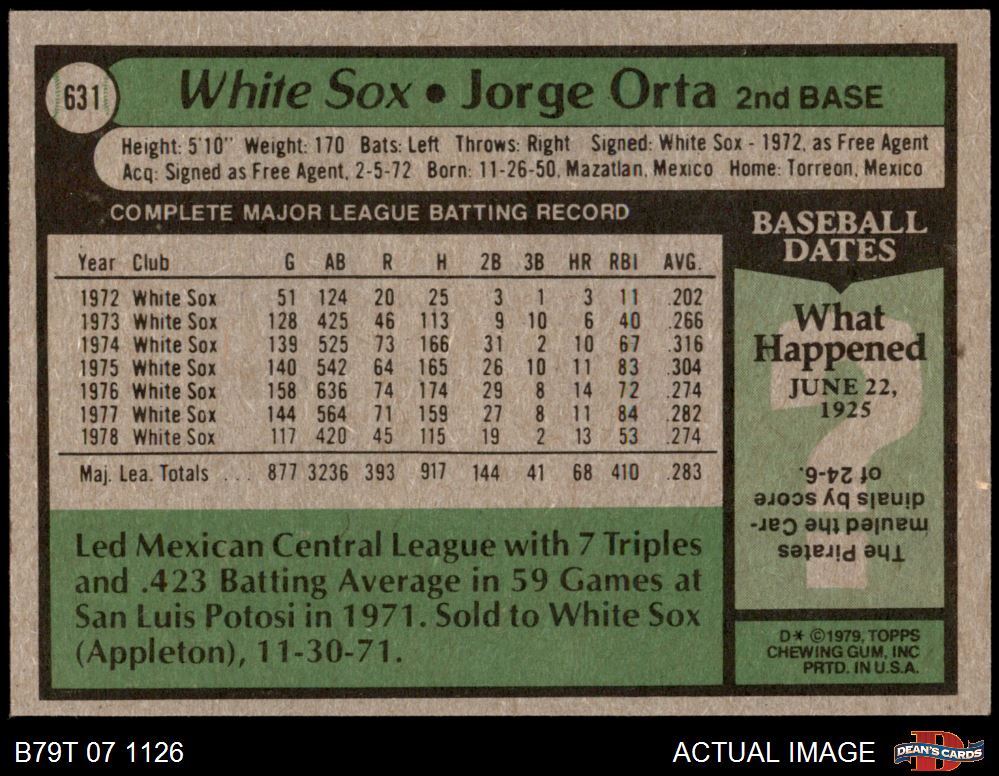 631
White Sox • Jorge Orta 2nd BASE
Height: 5'10" Weight: 170 Bats: Left Throws: Right Signed: White Sox - 1972, as Free Agent
Acq: Signed as Free Agent, 2-5-72 Born: 11-26-50, Mazatlan, Mexico Home: Torreon, Mexico
COMPLETE MAJOR LEAGUE BATTING RECORD
Year Club G AB R H 2B 3B HR RBI AVG.
1972 White Sox 51 124 20 25 3 1 3 11 .202
1973 White Sox 128 425 46 113 9 10 6 40 .266
1974 White Sox 139 525 73 166 31 2 10 67 .316
1975 White Sox 140 542 64 165 26 10 11 83 .304
1976 White Sox 158 636 74 174 29 8 14 72 .274
1977 White Sox 144 564 71 159 27 8 11 84 .282
1978 White Sox 117 420 45 115 19 2 13 53 .274
Maj. Lea. Totals . . . 877 3236 393 917 144 41 68 410 .283
Led Mexican Central League with 7 Triples
and .423 Batting Average in 59 Games at
San Luis Potosi in 1971. Sold to White Sox
(Appleton), 11-30-71.
BASEBALL
DATES
What
Happened
JUNE 22,
1925
?
The Pirates
mauled the Car-
dinals by score
of 24-6.
D* ©1979, TOPPS
CHEWING GUM, INC
PRTD. IN U.S.A.
B79T 07 1126
ACTUAL IMAGE
DEAN'S CARDS